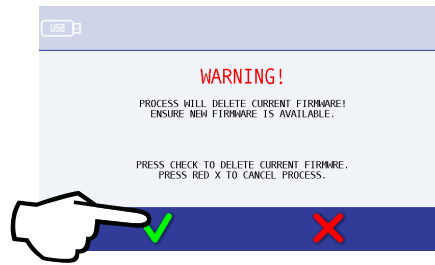 USB
WARNING!
PROCESS WILL DELETE CURRENT FIRMWARE!
ENSURE NEW FIRMWARE IS AVAILABLE.
PRESS CHECK TO DELETE CURRENT FIRMWRE.
PRESS RED X TO CANCEL PROCESS.